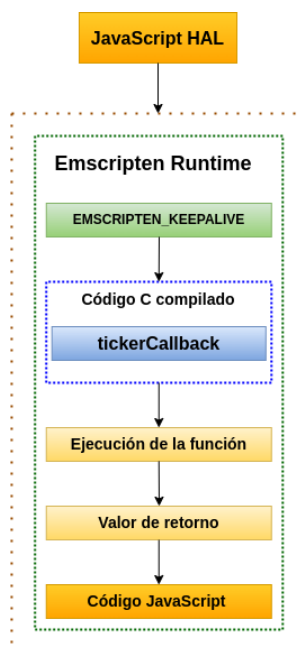 JavaScript HAL
Emscripten Runtime
EMSCRIPTEN_KEEPALIVE
Código C compilado
tickerCallback
Ejecución de la función
Valor de retorno
Código JavaScript